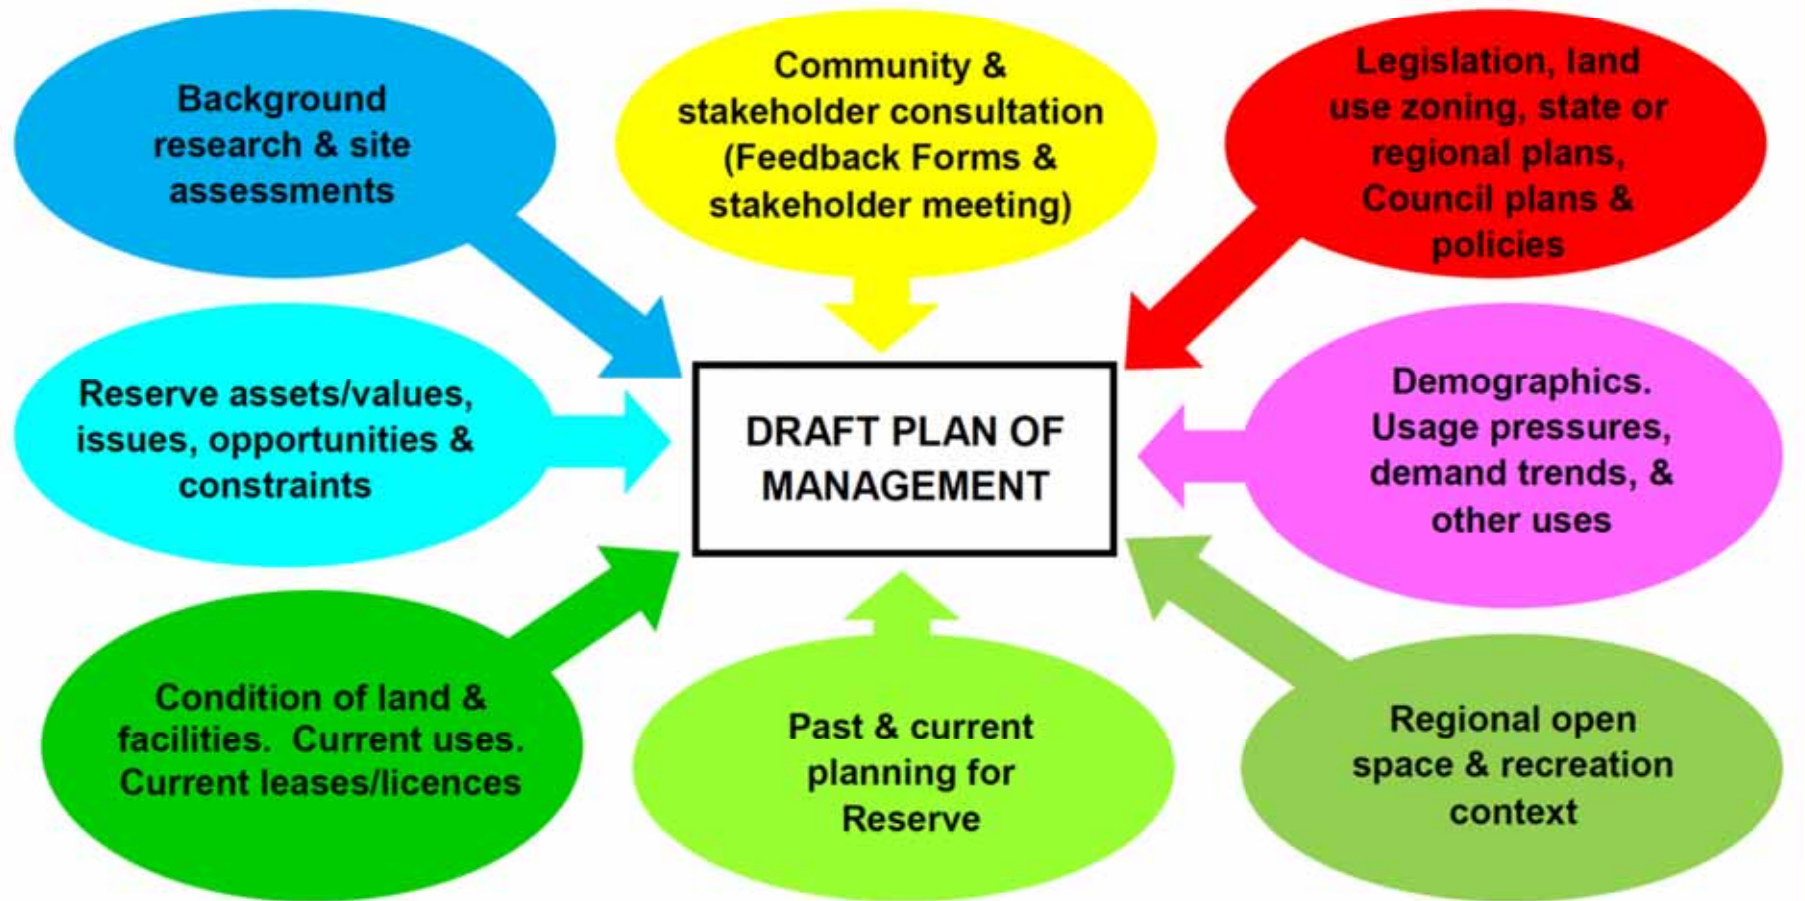 Background
research & site
assessments
Community &
stakeholder consultation
(Feedback Forms &
stakeholder meeting)
Legislation, land
use zoning, state or
regional plans,
Council plans &
policies
Reserve assets/values,
issues, opportunities &
constraints
DRAFT PLAN OF
MANAGEMENT
Demographics.
Usage pressures,
demand trends, &
other uses
Condition of land &
facilities.  Current uses.
Current leases/licences
Past & current
planning for
Reserve
Regional open
space & recreation
context